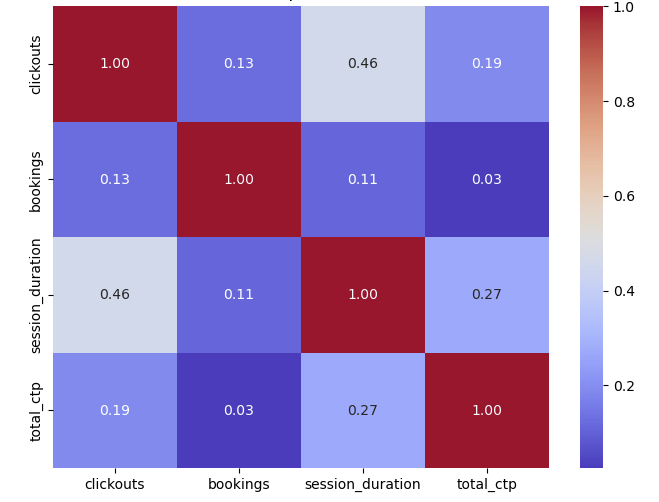 clickouts 1.00 0.13 0.46 0.19
bookings 0.13 1.00 0.11 0.03
session_duration 0.46 0.11 1.00 0.27
total_ctp 0.19 0.03 0.27 1.00
clickouts bookings session_duration total_ctp
1.0
0.8
0.6
0.4
0.2